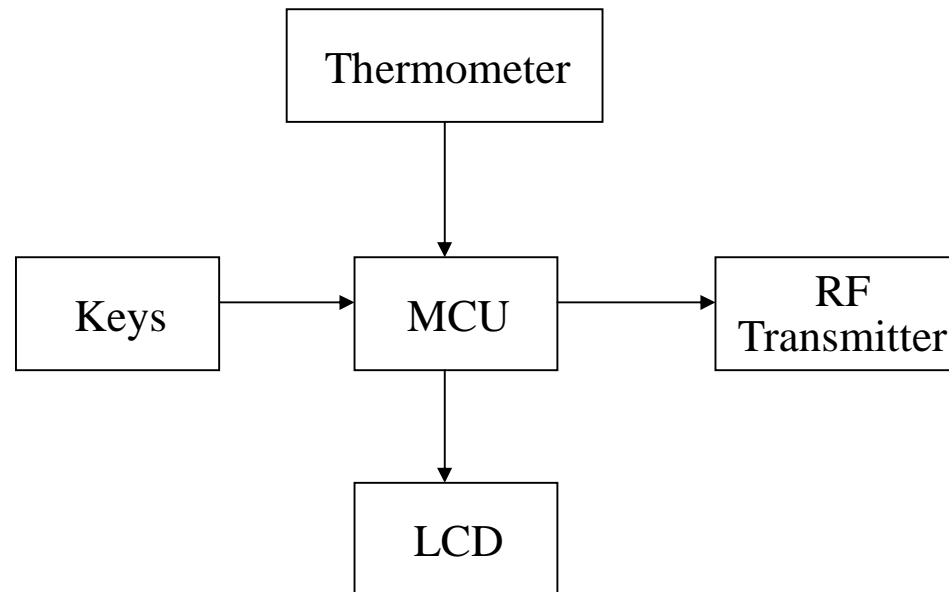 Thermometer
Keys
MCU
RF
Transmitter
LCD